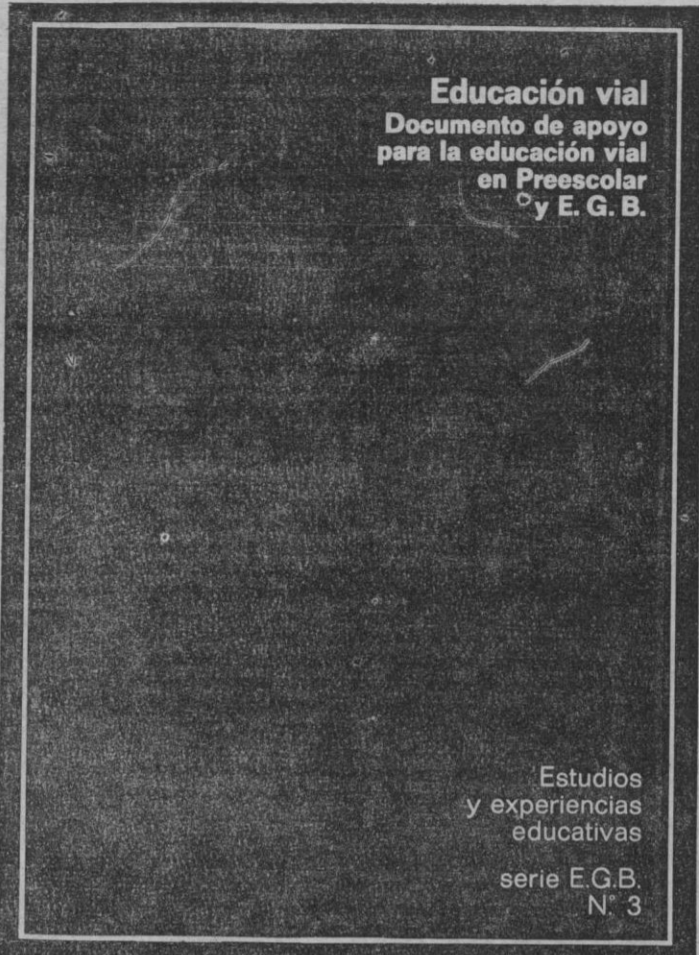 Educación vial
Documento de apoyo
para la educación vial
en Preescolar
y E. G. B.
Estudios
y experiencias
educativas
serie E.G.B.
N.° 3